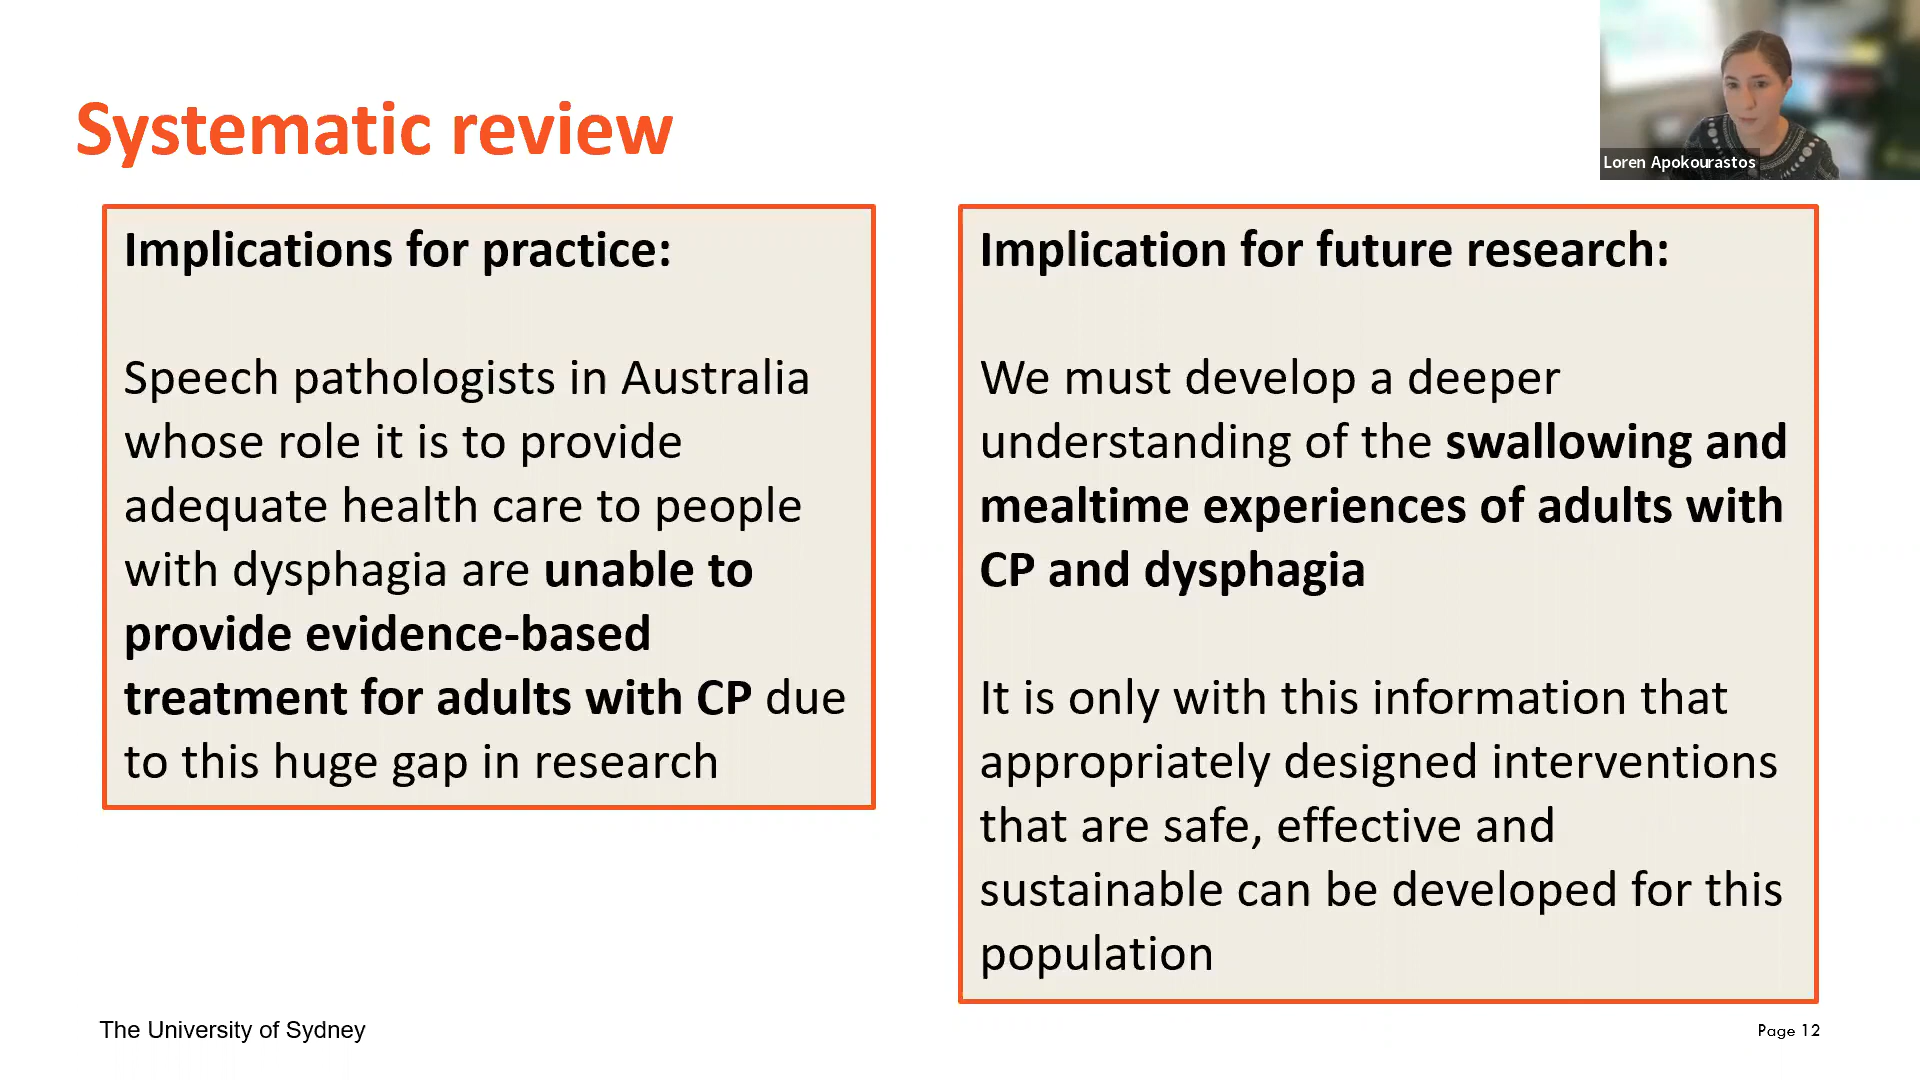 Systematic review
Loren Apokourastos
Implications for practice:
Speech pathologists in Australia
whose role it is to provide
adequate health care to people
with dysphagia are unable to
provide evidence-based
treatment for adults with CP due
to this huge gap in research
Implication for future research:
We must develop a deeper
understanding of the swallowing and
mealtime experiences of adults with
CP and dysphagia
It is only with this information that
appropriately designed interventions
that are safe, effective and
sustainable can be developed for this
population
The University of Sydney
Page 12